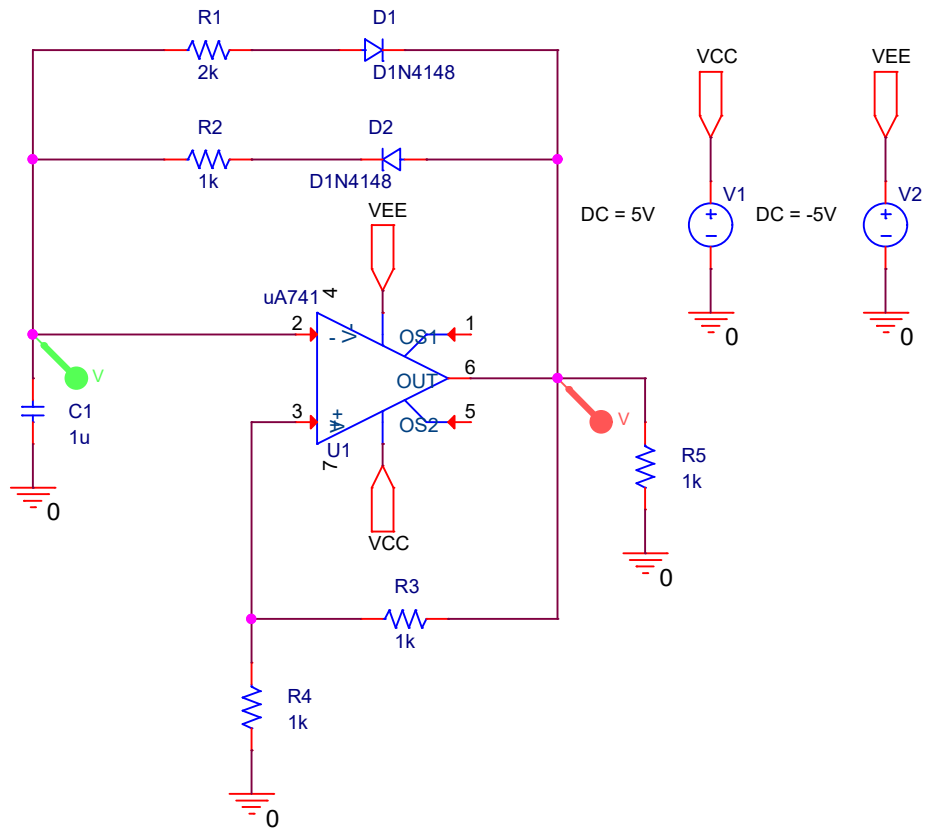 R1
D1
2k
D1N4148
VCC
VEE
R2
D2
1k
D1N4148
VEE
V1
V2
DC = 5V
DC = -5V
+
−
+
−
uA741
4
2
1
- V-
OS1
0
0
V
OUT
6
C1
1u
3
+
V+
OS2
5
V
U1
7
R5
1k
0
VCC
0
R3
1k
R4
1k
0